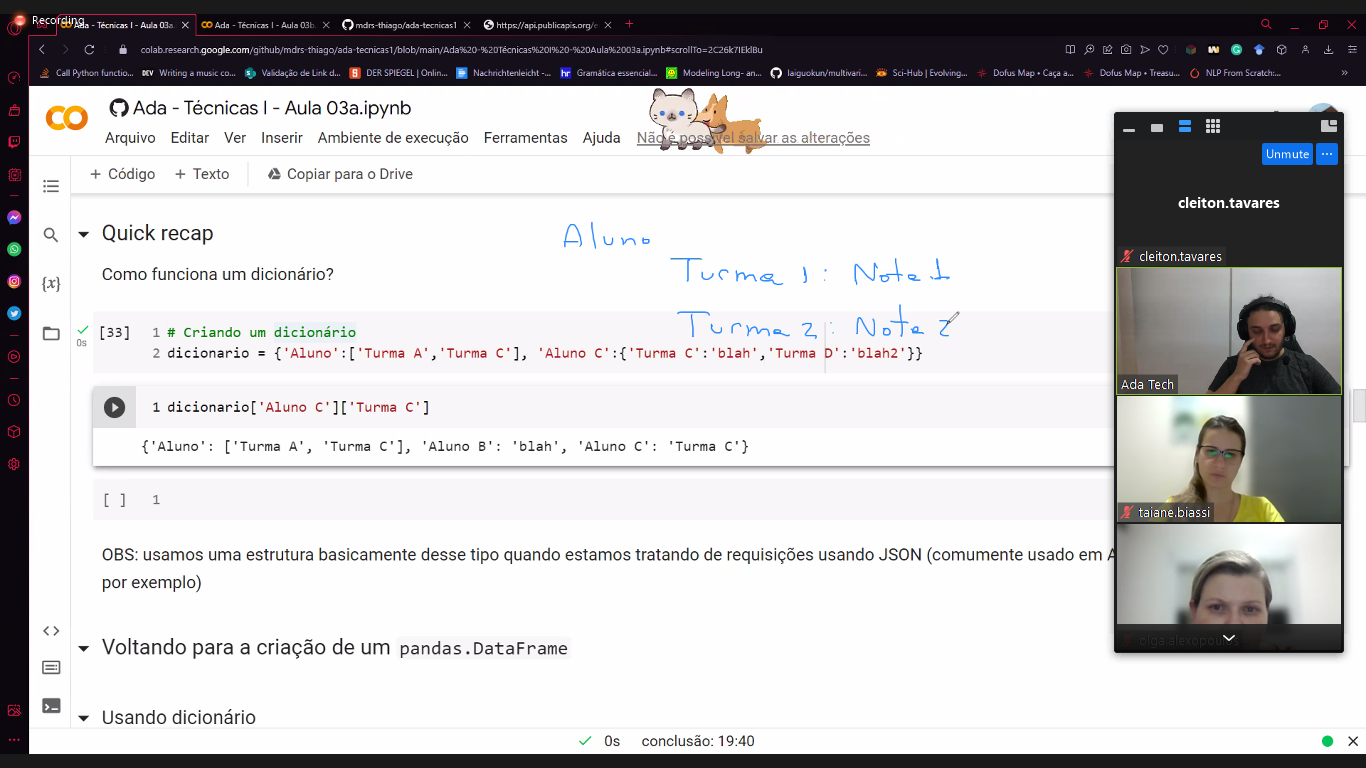 Recording
Ada - Técnicas I - Aula 03a.
Ada - Técnicas I - Aula 03b.
mdrs-thiago/ada-tecnicas1
https://api.publicapis.org/e
colab.research.google.com/github/mdrs-thiago/ada-tecnicas1/blob/main/Ada%20-%20Técnicas%20I%20-%20Aula%2003a.ipynb#scrollTo=2C26k7IEkl8u
Call Python functio...
DEV Writing a music co...
Validação de Link d...
DER SPIEGEL | Onlin...
Nachrichtenleicht -...
hr Gramática essencial...
Modeling Long- an...
laiguokun/multivari...
Sci-Hub | Evolving...
Dofus Map • Caça a...
Dofus Map • Treasu...
NLP From Scratch:...
Ada - Técnicas I - Aula 03a.ipynb
Arquivo Editar Ver Inserir Ambiente de execução Ferramentas Ajuda Não é possível salvar as alterações
+ Código + Texto Copiar para o Drive
Quick recap
Aluno
Como funciona um dicionário?
Turma 1 : Nota 1
Turma 2 : Nota 2
[33] 1 # Criando um dicionário
0s 2 dicionario = {'Aluno':['Turma A','Turma C'], 'Aluno C':{'Turma C':'blah','Turma D':'blah2'}}
1 dicionario['Aluno C']['Turma C']
{'Aluno': ['Turma A', 'Turma C'], 'Aluno B': 'blah', 'Aluno C': 'Turma C'}
[ ] 1
OBS: usamos uma estrutura basicamente desse tipo quando estamos tratando de requisições usando JSON (comumente usado em A
por exemplo)
Voltando para a criação de um pandas.DataFrame
Usando dicionário
0s conclusão: 19:40
Unmute
cleiton.tavares
cleiton.tavares
Ada Tech
taiane.biassi